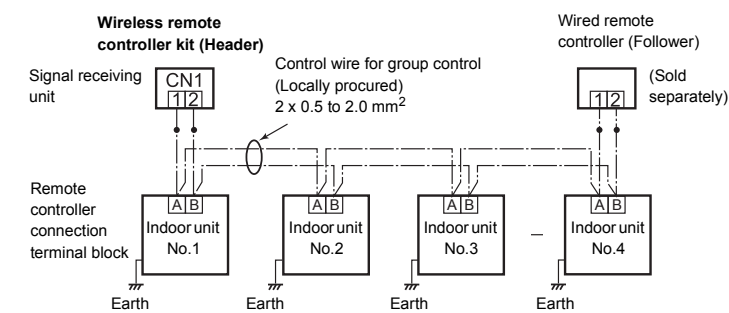 Wireless remote
controller kit (Header)
Wired remote
controller (Follower)
Signal receiving
unit
CN1
1 2
Control wire for group control
(Locally procured)
2 x 0.5 to 2.0 mm²
1 2
(Sold
separately)
Remote
controller
connection
terminal block
A B
Indoor unit
No.1
A B
Indoor unit
No.2
A B
Indoor unit
No.3
A B
Indoor unit
No.4
Earth
Earth
Earth
Earth